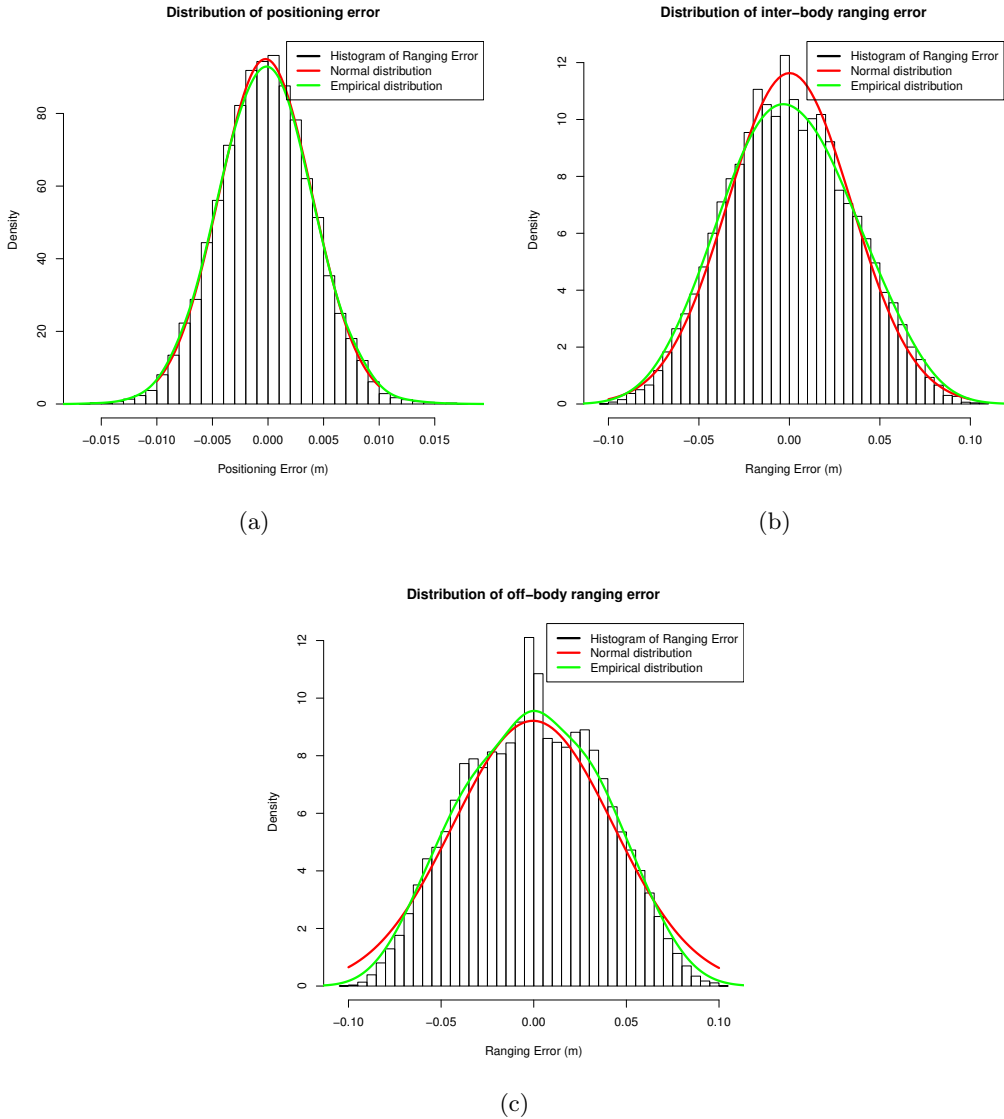 Distribution of positioning error
Histogram of Ranging Error
Normal distribution
Empirical distribution
Density
0 20 40 60 80
−0.015 −0.010 −0.005 0.000 0.005 0.010 0.015
Positioning Error (m)
(a)
Distribution of inter−body ranging error
Histogram of Ranging Error
Normal distribution
Empirical distribution
Density
0 2 4 6 8 10 12
−0.10 −0.05 0.00 0.05 0.10
Ranging Error (m)
(b)
Distribution of off−body ranging error
Histogram of Ranging Error
Normal distribution
Empirical distribution
Density
0 2 4 6 8 10 12
−0.10 −0.05 0.00 0.05 0.10
Ranging Error (m)
(c)